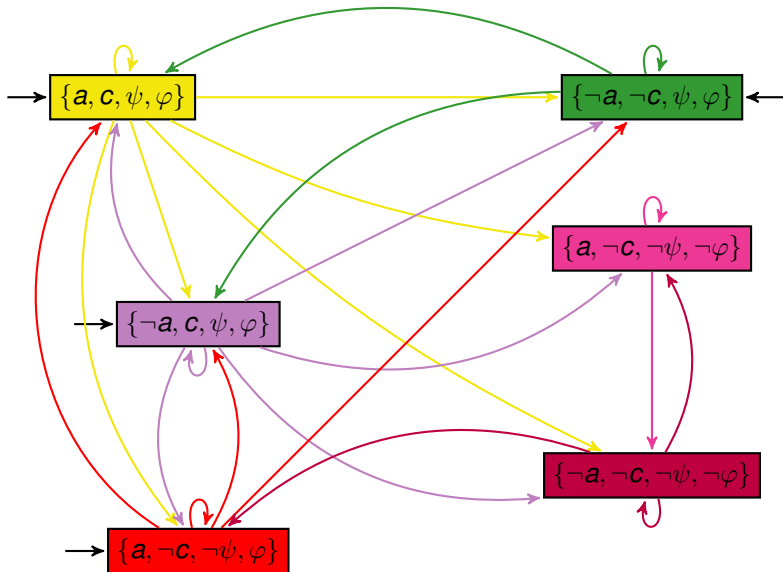 {a, c, ψ, φ}
{¬a, ¬c, ψ, φ}
{a, ¬c, ¬ψ, ¬φ}
{¬a, c, ψ, φ}
{¬a, ¬c, ¬ψ, ¬φ}
{a, ¬c, ¬ψ, φ}